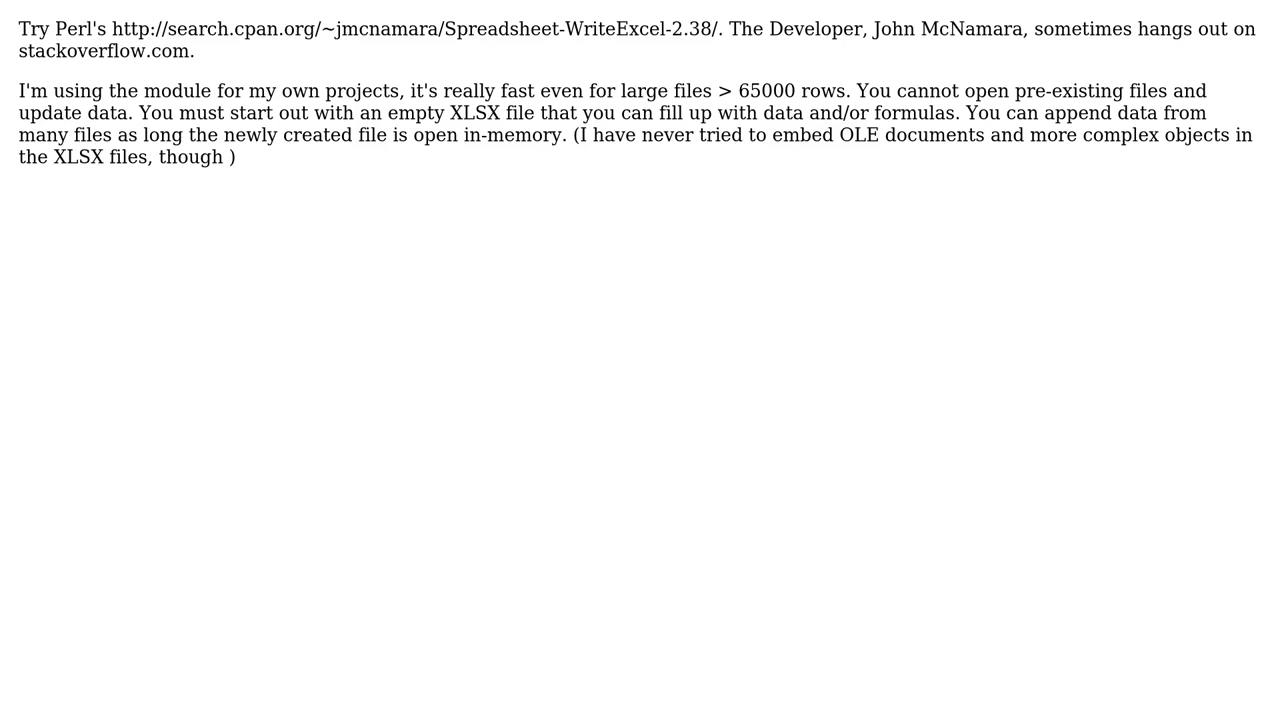 Try Perl's http://search.cpan.org/~jmcnamara/Spreadsheet-WriteExcel-2.38/. The Developer, John McNamara, sometimes hangs out on
stackoverflow.com.
I'm using the module for my own projects, it's really fast even for large files > 65000 rows. You cannot open pre-existing files and
update data. You must start out with an empty XLSX file that you can fill up with data and/or formulas. You can append data from
many files as long the newly created file is open in-memory. (I have never tried to embed OLE documents and more complex objects in
the XLSX files, though )